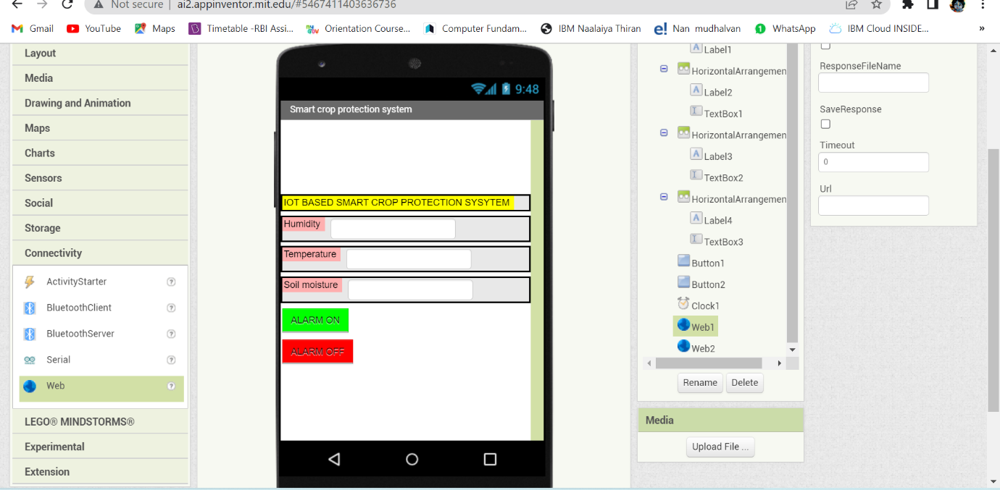 Not secure | ai2.appinventor.mit.edu/#5467411403636736
Gmail YouTube Maps Timetable -RBI Assi... Orientation Course... Computer Fundam... IBM Naalaiya Thiran Nan mudhalvan WhatsApp IBM Cloud INSIDE... »
Layout
Media
Drawing and Animation
Maps
Charts
Sensors
Social
Storage
Connectivity
ActivityStarter ?
BluetoothClient ?
BluetoothServer ?
Serial ?
Web ?
LEGO® MINDSTORMS®
Experimental
Extension
9:48
Smart crop protection system
IOT BASED SMART CROP PROTECTION SYSYTEM
Humidity
Temperature
Soil moisture
ALARM ON
ALARM OFF
A Label1
HorizontalArrangemen
A Label2
TextBox1
HorizontalArrangemen
A Label3
TextBox2
HorizontalArrangemen
A Label4
TextBox3
Button1
Button2
Clock1
Web1
Web2
Rename Delete
Media
Upload File ...
ResponseFileName
SaveResponse
Timeout
0
Url